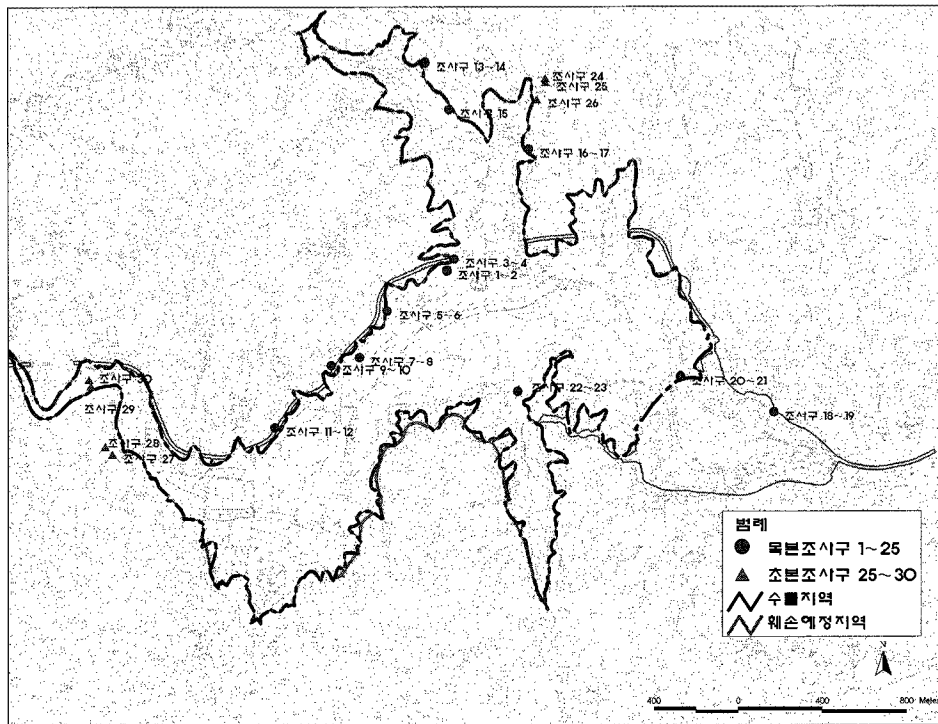 조사구 13~14
조사구 24
조사구 25
조사구 26
조사구 15
조사구 16~17
조사구 3~4
조사구 1~2
조사구 5~6
조사구 7~8
조사구 9~10
조사구 30
조사구 22~23
조사구 20~21
조사구 29
조사구 18~19
조사구 11~12
조사구 28
조사구 27
범례
목본조사구 1~25
초본조사구 25~30
수몰지역
훼손예정지역
N
400 0 400 800 Meters